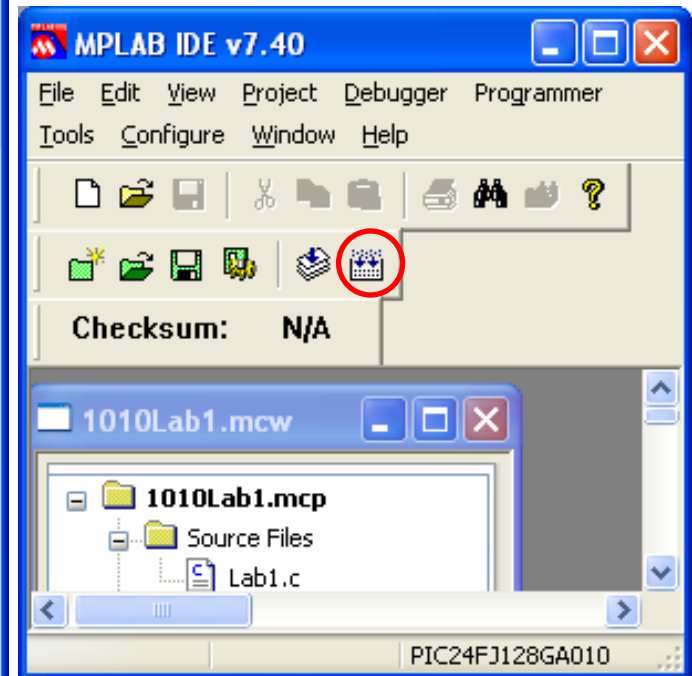 MPLAB IDE v7.40
File Edit View Project Debugger Programmer
Tools Configure Window Help
Checksum: N/A
1010Lab1.mcw
1010Lab1.mcp
Source Files
Lab1.c
PIC24FJ128GA010